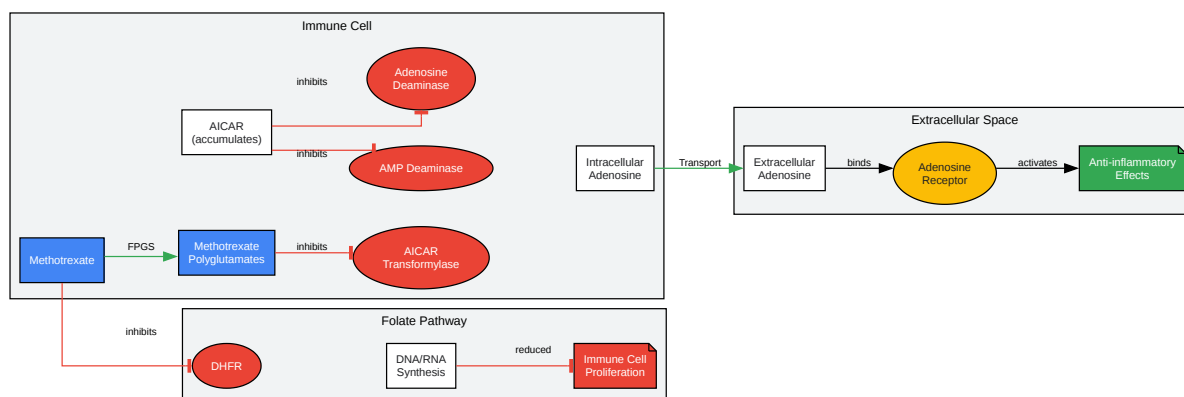 Immune Cell
inhibits
Adenosine
Deaminase
AICAR
(accumulates)
inhibits
AMP Deaminase
Intracellular
Adenosine
Transport
Extracellular Space
Extracellular
Adenosine
binds
Adenosine
Receptor
activates
Anti-inflammatory
Effects
Methotrexate
FPGS
Methotrexate
Polyglutamates
inhibits
AICAR
Transformylase
inhibits
Folate Pathway
DHFR
DNA/RNA
Synthesis
reduced
Immune Cell
Proliferation